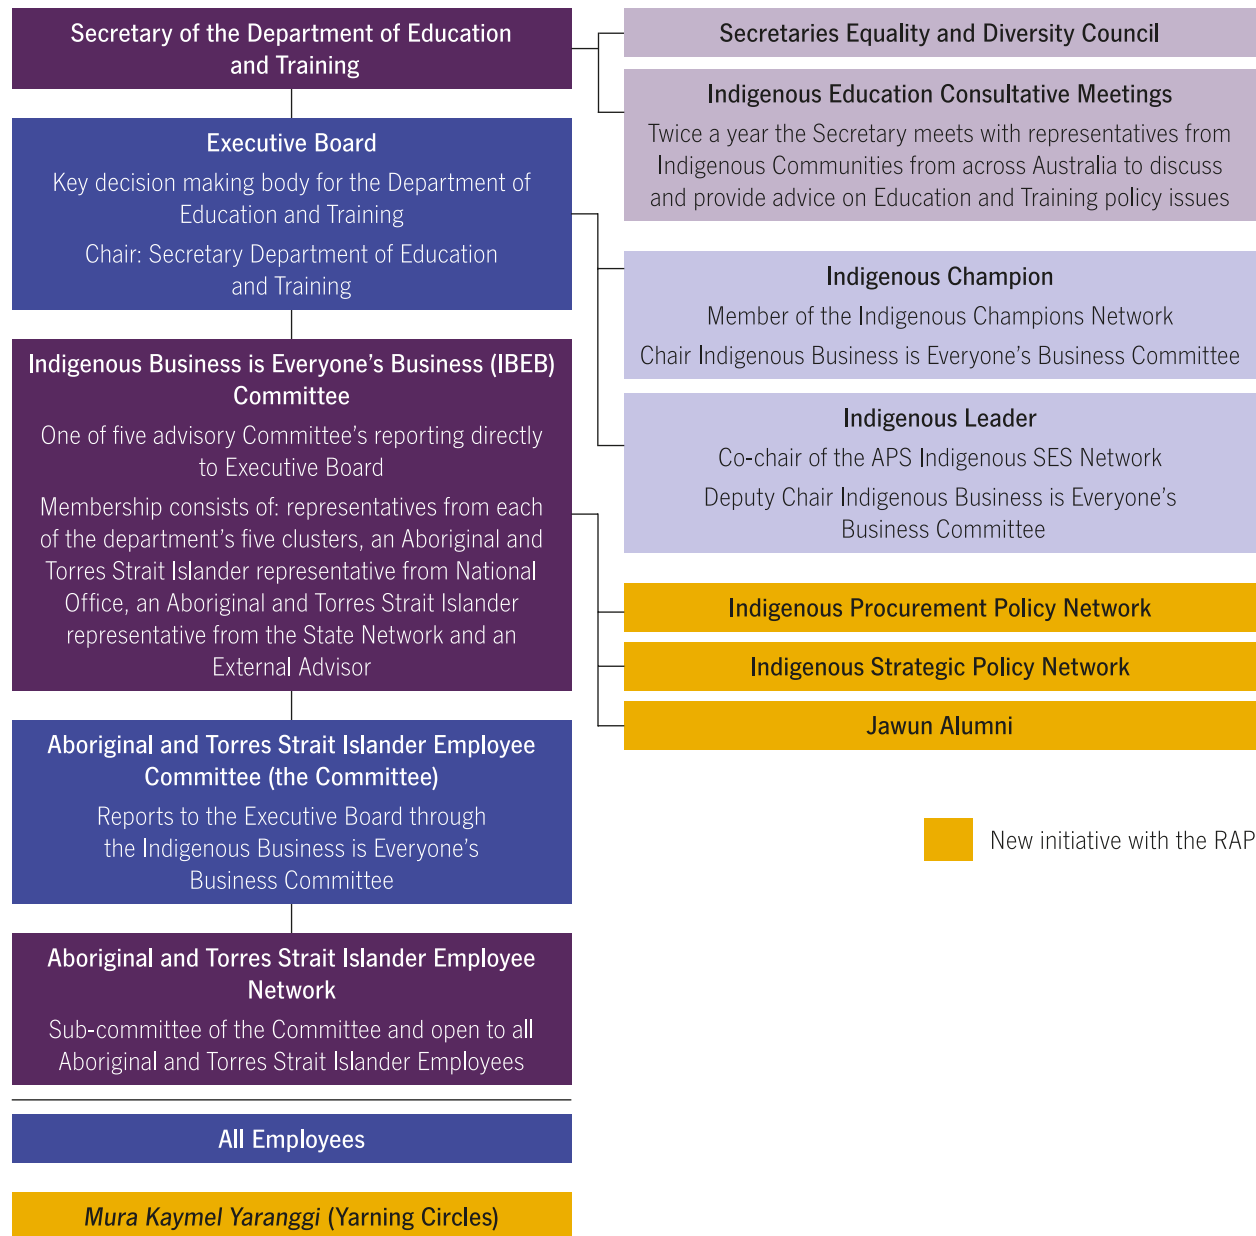 Secretary of the Department of Education
and Training
Executive Board
Key decision making body for the Department of
Education and Training
Chair: Secretary Department of Education
and Training
Indigenous Business is Everyone’s Business (IBEB)
Committee
One of five advisory Committee’s reporting directly
to Executive Board
Membership consists of: representatives from each
of the department’s five clusters, an Aboriginal and
Torres Strait Islander representative from National
Office, an Aboriginal and Torres Strait Islander
representative from the State Network and an
External Advisor
Aboriginal and Torres Strait Islander Employee
Committee (the Committee)
Reports to the Executive Board through
the Indigenous Business is Everyone’s
Business Committee
Aboriginal and Torres Strait Islander Employee
Network
Sub-committee of the Committee and open to all
Aboriginal and Torres Strait Islander Employees
All Employees
Mura Kaymel Yaranggi (Yarning Circles)
Secretaries Equality and Diversity Council
Indigenous Education Consultative Meetings
Twice a year the Secretary meets with representatives from
Indigenous Communities from across Australia to discuss
and provide advice on Education and Training policy issues
Indigenous Champion
Member of the Indigenous Champions Network
Chair Indigenous Business is Everyone’s Business Committee
Indigenous Leader
Co-chair of the APS Indigenous SES Network
Deputy Chair Indigenous Business is Everyone’s
Business Committee
Indigenous Procurement Policy Network
Indigenous Strategic Policy Network
Jawun Alumni
New initiative with the RAP